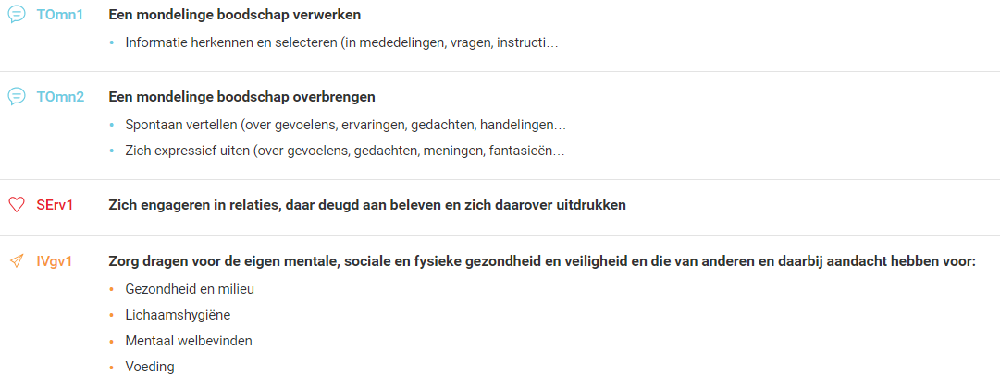 TOmn1 Een mondelinge boodschap verwerken
• Informatie herkennen en selecteren (in mededelingen, vragen, instructi…
TOmn2 Een mondelinge boodschap overbrengen
• Spontaan vertellen (over gevoelens, ervaringen, gedachten, handelingen…
• Zich expressief uiten (over gevoelens, gedachten, meningen, fantasieën…
SErv1 Zich engageren in relaties, daar deugd aan beleven en zich daarover uitdrukken
IVgv1 Zorg dragen voor de eigen mentale, sociale en fysieke gezondheid en veiligheid en die van anderen en daarbij aandacht hebben voor:
• Gezondheid en milieu
• Lichaamshygiëne
• Mentaal welbevinden
• Voeding